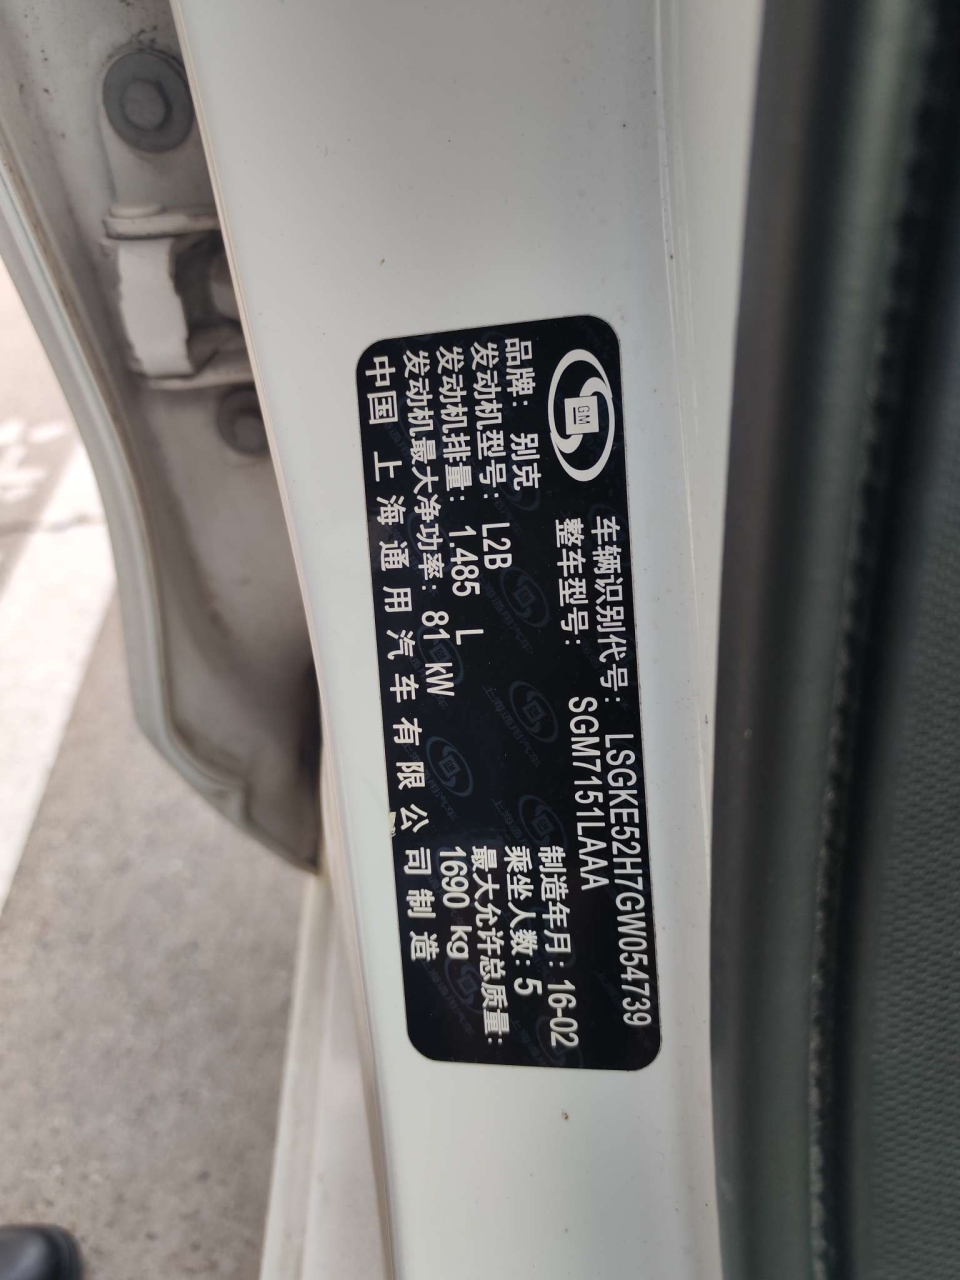 GM
车辆识别代号: LSGKE52H7GW054739
整车型号: SGM7151LAAA
品牌: 别克
制造年月: 16-02
发动机型号: L2B
乘坐人数: 5
发动机排量: 1.485 L
最大允许总质量:
发动机最大净功率: 81 kW
1690 kg
中国 上海通用汽车有限公司制造